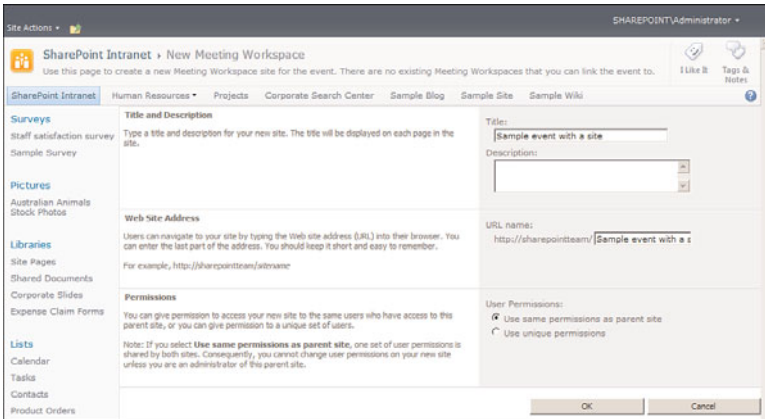 Site Actions
SHAREPOINT\Administrator
SharePoint Intranet › New Meeting Workspace
Use this page to create a new Meeting Workspace site for the event. There are no existing Meeting Workspaces that you can link the event to.
I Like It
Tags & Notes
SharePoint Intranet Human Resources Projects Corporate Search Center Sample Blog Sample Site Sample Wiki
Surveys
Staff satisfaction survey
Sample Survey
Pictures
Australian Animals
Stock Photos
Libraries
Site Pages
Shared Documents
Corporate Slides
Expense Claim Forms
Lists
Calendar
Tasks
Contacts
Product Orders
Title and Description
Type a title and description for your new site. The title will be displayed on each page in the
site.
Title:
Sample event with a site
Description:
Web Site Address
Users can navigate to your site by typing the Web site address (URL) into their browser. You
can enter the last part of the address. You should keep it short and easy to remember.
For example, http://sharepointteam/sitename
URL name:
http://sharepointteam/ Sample event with a s
Permissions
You can give permission to access your new site to the same users who have access to this
parent site, or you can give permission to a unique set of users.
Note: If you select Use same permissions as parent site, one set of user permissions is
shared by both sites. Consequently, you cannot change user permissions on your new site
unless you are an administrator of this parent site.
User Permissions:
Use same permissions as parent site
Use unique permissions
OK
Cancel